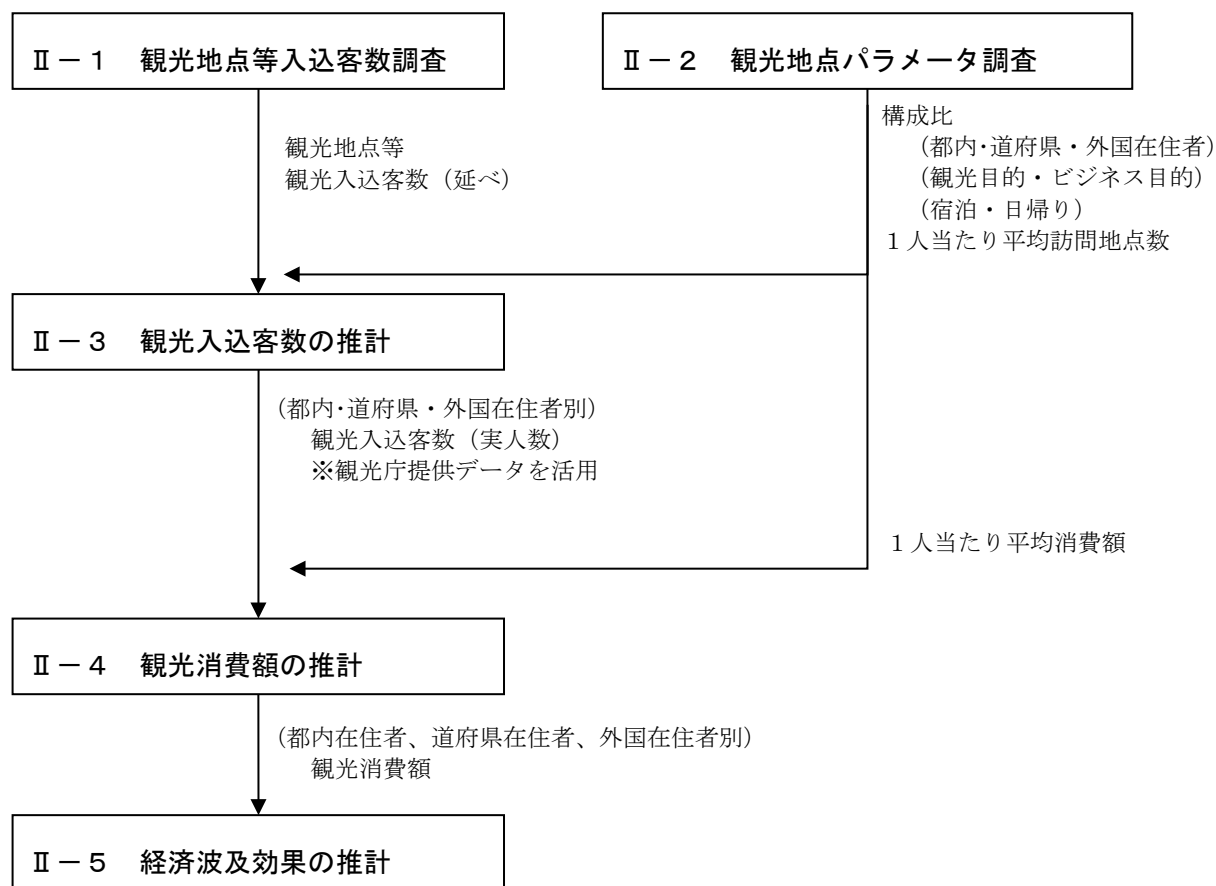 Ⅱ－１　観光地点等入込客数調査
Ⅱ－２　観光地点パラメータ調査
観光地点等
観光入込客数（延べ）
構成比
（都内･道府県・外国在住者）
（観光目的・ビジネス目的）
（宿泊・日帰り）
１人当たり平均訪問地点数
Ⅱ－３　観光入込客数の推計
（都内･道府県・外国在住者別）
観光入込客数（実人数）
※観光庁提供データを活用
１人当たり平均消費額
Ⅱ－４　観光消費額の推計
（都内在住者、道府県在住者、外国在住者別）
観光消費額
Ⅱ－５　経済波及効果の推計